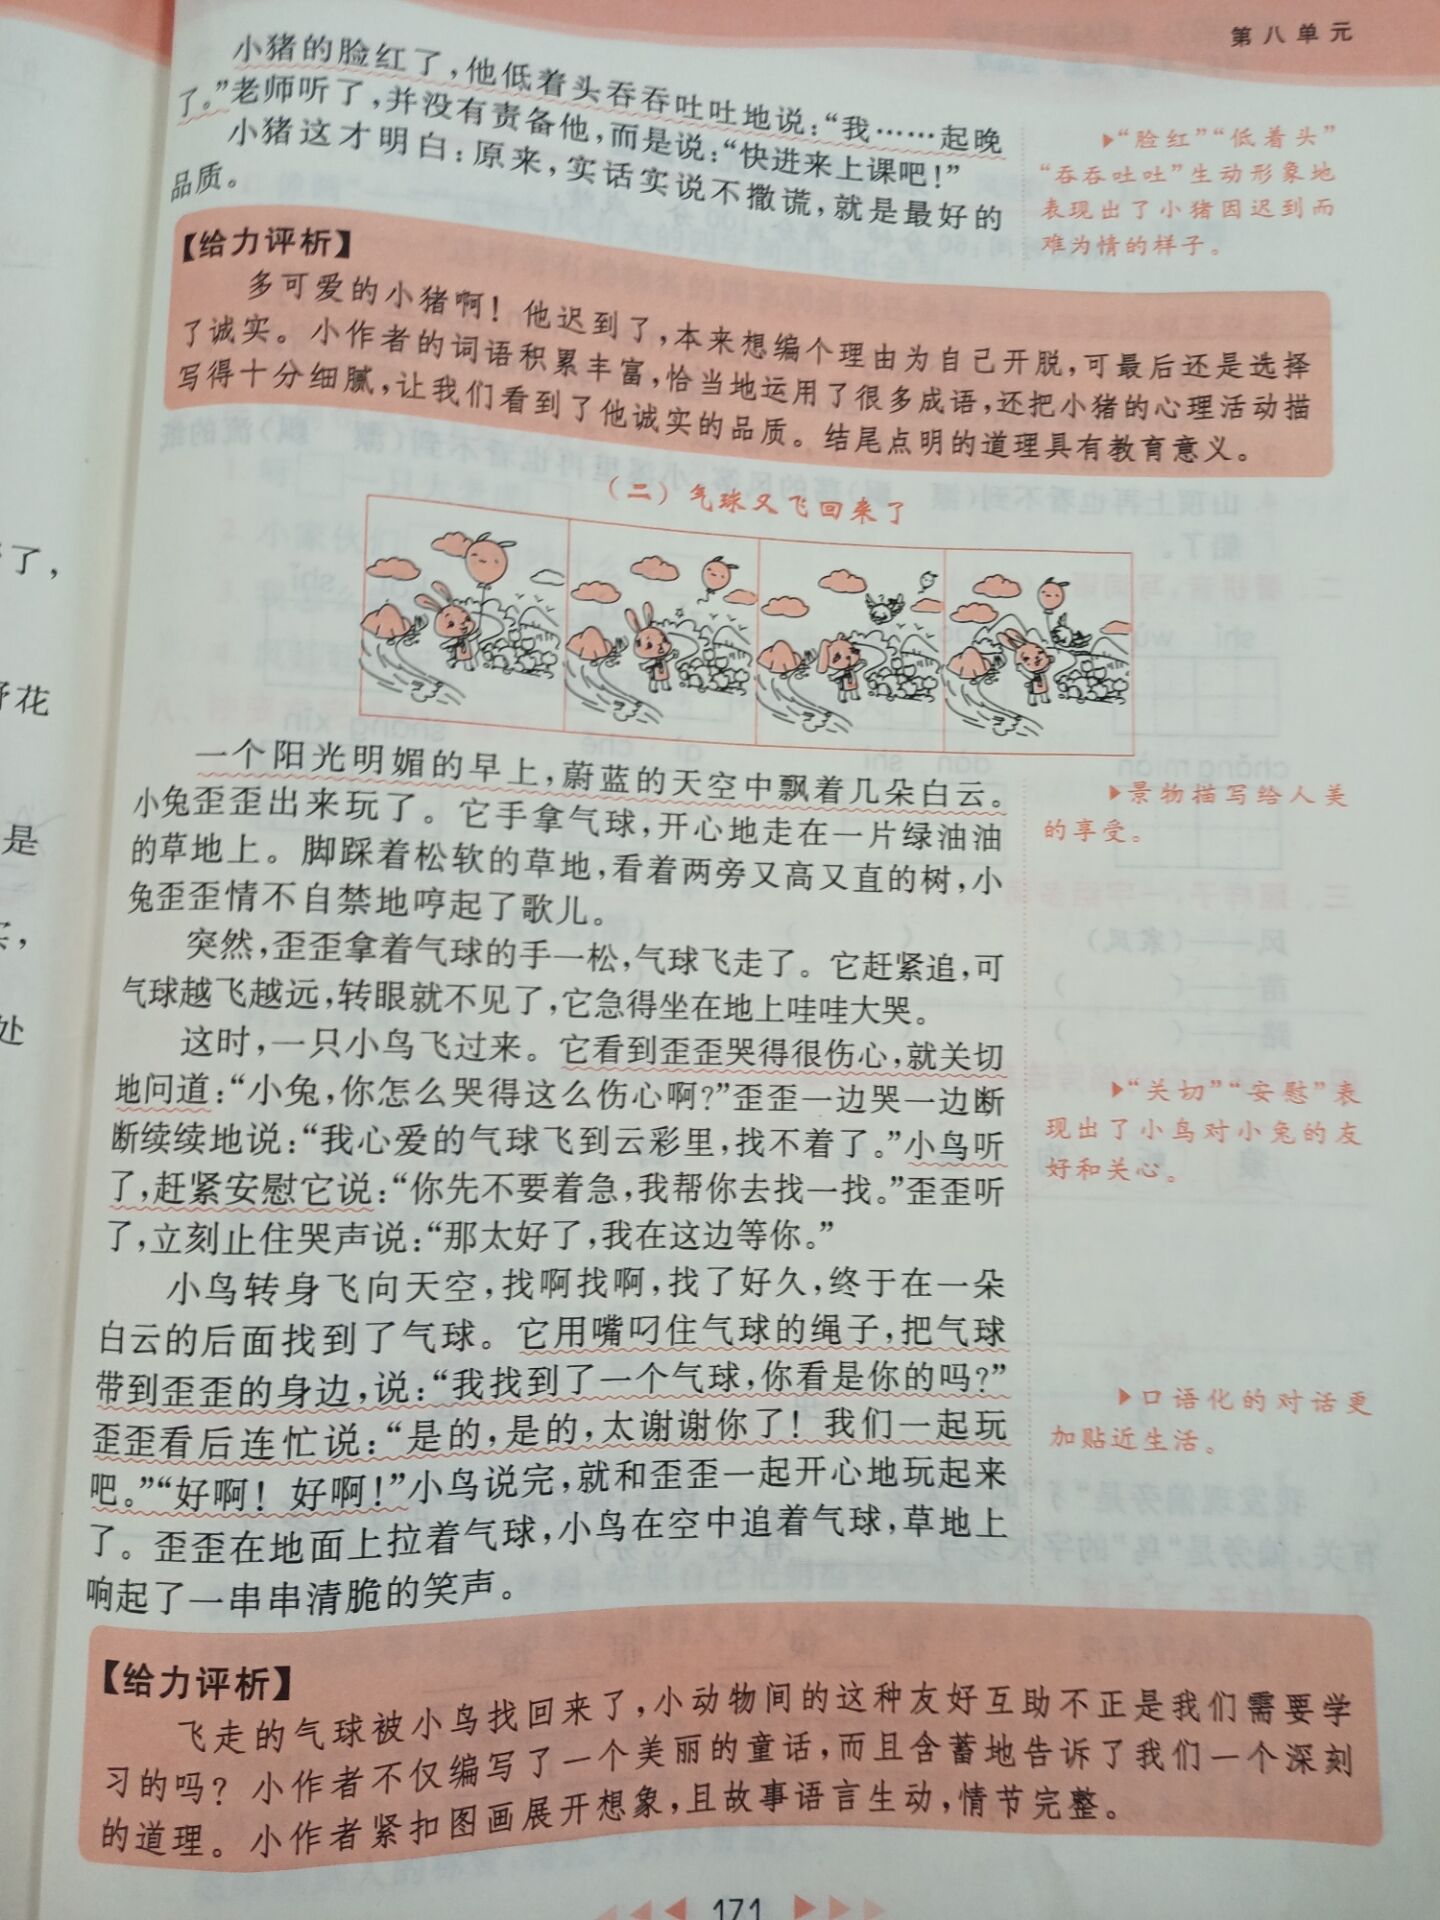 第八单元
小猪的脸红了，他低着头吞吞吐吐地说：“我……起晚
了。”老师听了，并没有责备他，而是说：“快进来上课吧！”
小猪这才明白：原来，实话实说不撒谎，就是最好的
品质。
▶“脸红”“低着头”
“吞吞吐吐”生动形象地
表现出了小猪因迟到而
难为情的样子。
【给力评析】
多可爱的小猪啊！他迟到了，本来想编个理由为自己开脱，可最后还是选择
了诚实。小作者的词语积累丰富，恰当地运用了很多成语，还把小猪的心理活动描
写得十分细腻，让我们看到了他诚实的品质。结尾点明的道理具有教育意义。
（二）气球又飞回来了
一个阳光明媚的早上，蔚蓝的天空中飘着几朵白云。
小兔歪歪出来玩了。它手拿气球，开心地走在一片绿油油
的草地上。脚踩着松软的草地，看着两旁又高又直的树，小
兔歪歪情不自禁地哼起了歌儿。
▶景物描写给人美
的享受。
突然，歪歪拿着气球的手一松，气球飞走了。它赶紧追，可
气球越飞越远，转眼就不见了，它急得坐在地上哇哇大哭。
这时，一只小鸟飞过来。它看到歪歪哭得很伤心，就关切
地问道：“小兔，你怎么哭得这么伤心啊？”歪歪一边哭一边断
断续续地说：“我心爱的气球飞到云彩里，找不着了。”小鸟听
了，赶紧安慰它说：“你先不要着急，我帮你去找一找。”歪歪听
了，立刻止住哭声说：“那太好了，我在这边等你。”
▶“关切”“安慰”表
现出了小鸟对小兔的友
好和关心。
小鸟转身飞向天空，找啊找啊，找了好久，终于在一朵
白云的后面找到了气球。它用嘴叼住气球的绳子，把气球
带到歪歪的身边，说：“我找到了一个气球，你看是你的吗？”
歪歪看后连忙说：“是的，是的，太谢谢你了！我们一起玩
吧。”“好啊！好啊！”小鸟说完，就和歪歪一起开心地玩起来
了。歪歪在地面上拉着气球，小鸟在空中追着气球，草地上
响起了一串串清脆的笑声。
▶口语化的对话更
加贴近生活。
【给力评析】
飞走的气球被小鸟找回来了，小动物间的这种友好互助不正是我们需要学
习的吗？小作者不仅编写了一个美丽的童话，而且含蓄地告诉了我们一个深刻
的道理。小作者紧扣图画展开想象，且故事语言生动，情节完整。
171
了，
花
是
，
处